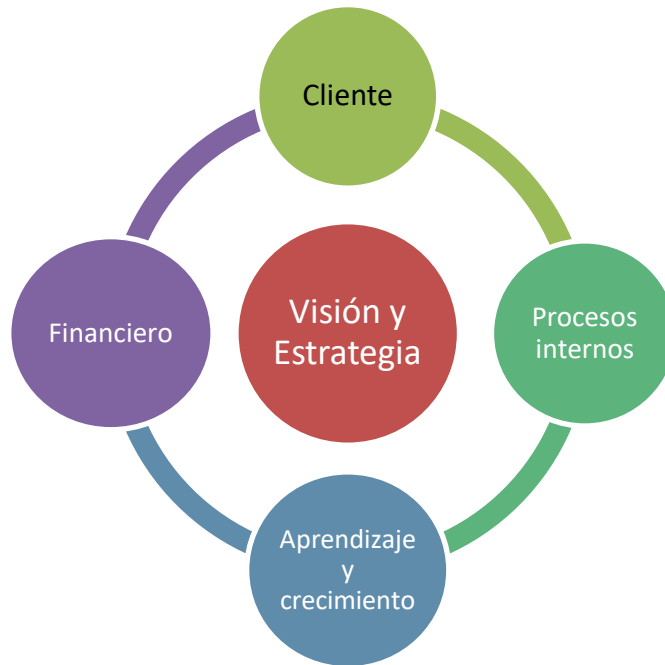 Cliente
Financiero
Visión y
Estrategia
Procesos
internos
Aprendizaje
y
crecimiento